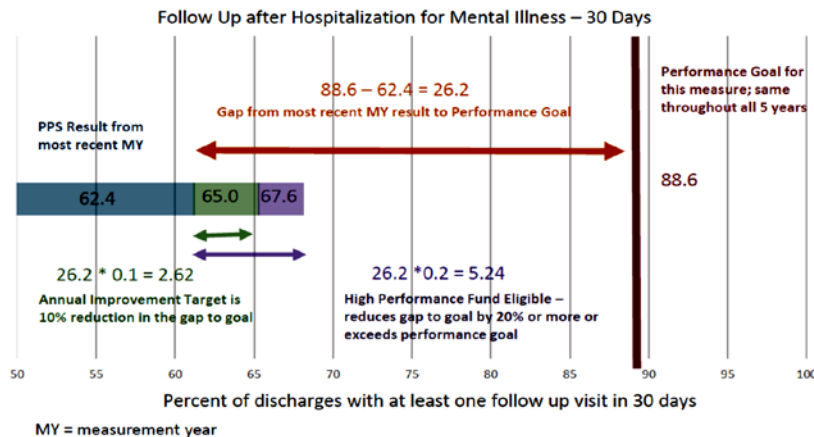 Follow Up after Hospitalization for Mental Illness – 30 Days
88.6 – 62.4 = 26.2
Gap from most recent MY result to Performance Goal
Performance Goal for
this measure; same
throughout all 5 years
PPS Result from
most recent MY
88.6
62.4
65.0
67.6
26.2 * 0.1 = 2.62
Annual Improvement Target is
10% reduction in the gap to goal
26.2 *0.2 = 5.24
High Performance Fund Eligible –
reduces gap to goal by 20% or more or
exceeds performance goal
50 55 60 65 70 75 80 85 90 95 100
Percent of discharges with at least one follow up visit in 30 days
MY = measurement year